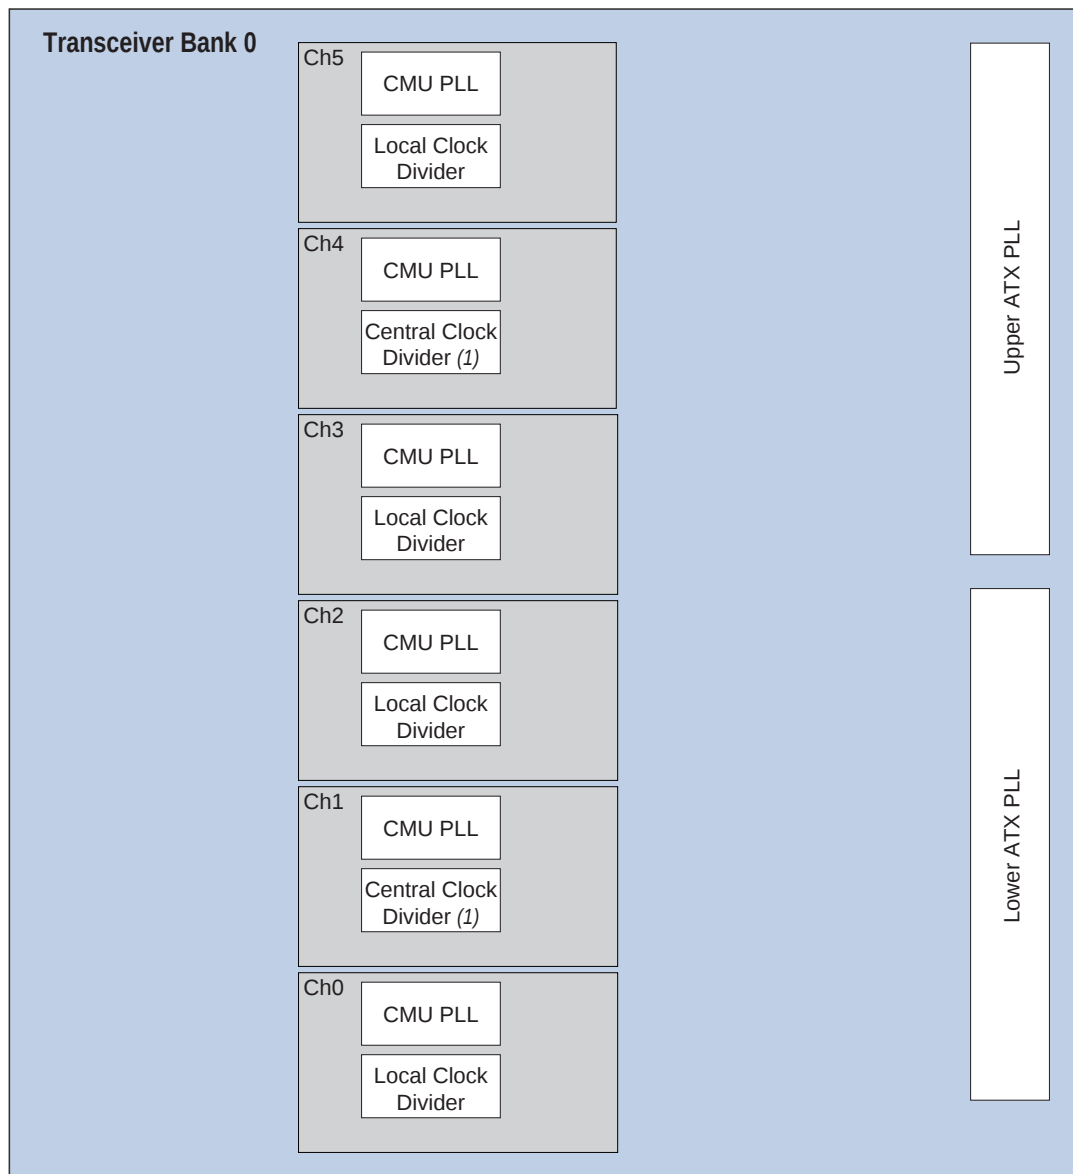 Transceiver Bank 0
Ch5
CMU PLL
Local Clock
Divider
Ch4
CMU PLL
Central Clock
Divider (1)
Ch3
CMU PLL
Local Clock
Divider
Ch2
CMU PLL
Local Clock
Divider
Ch1
CMU PLL
Central Clock
Divider (1)
Ch0
CMU PLL
Local Clock
Divider
Upper ATX PLL
Lower ATX PLL